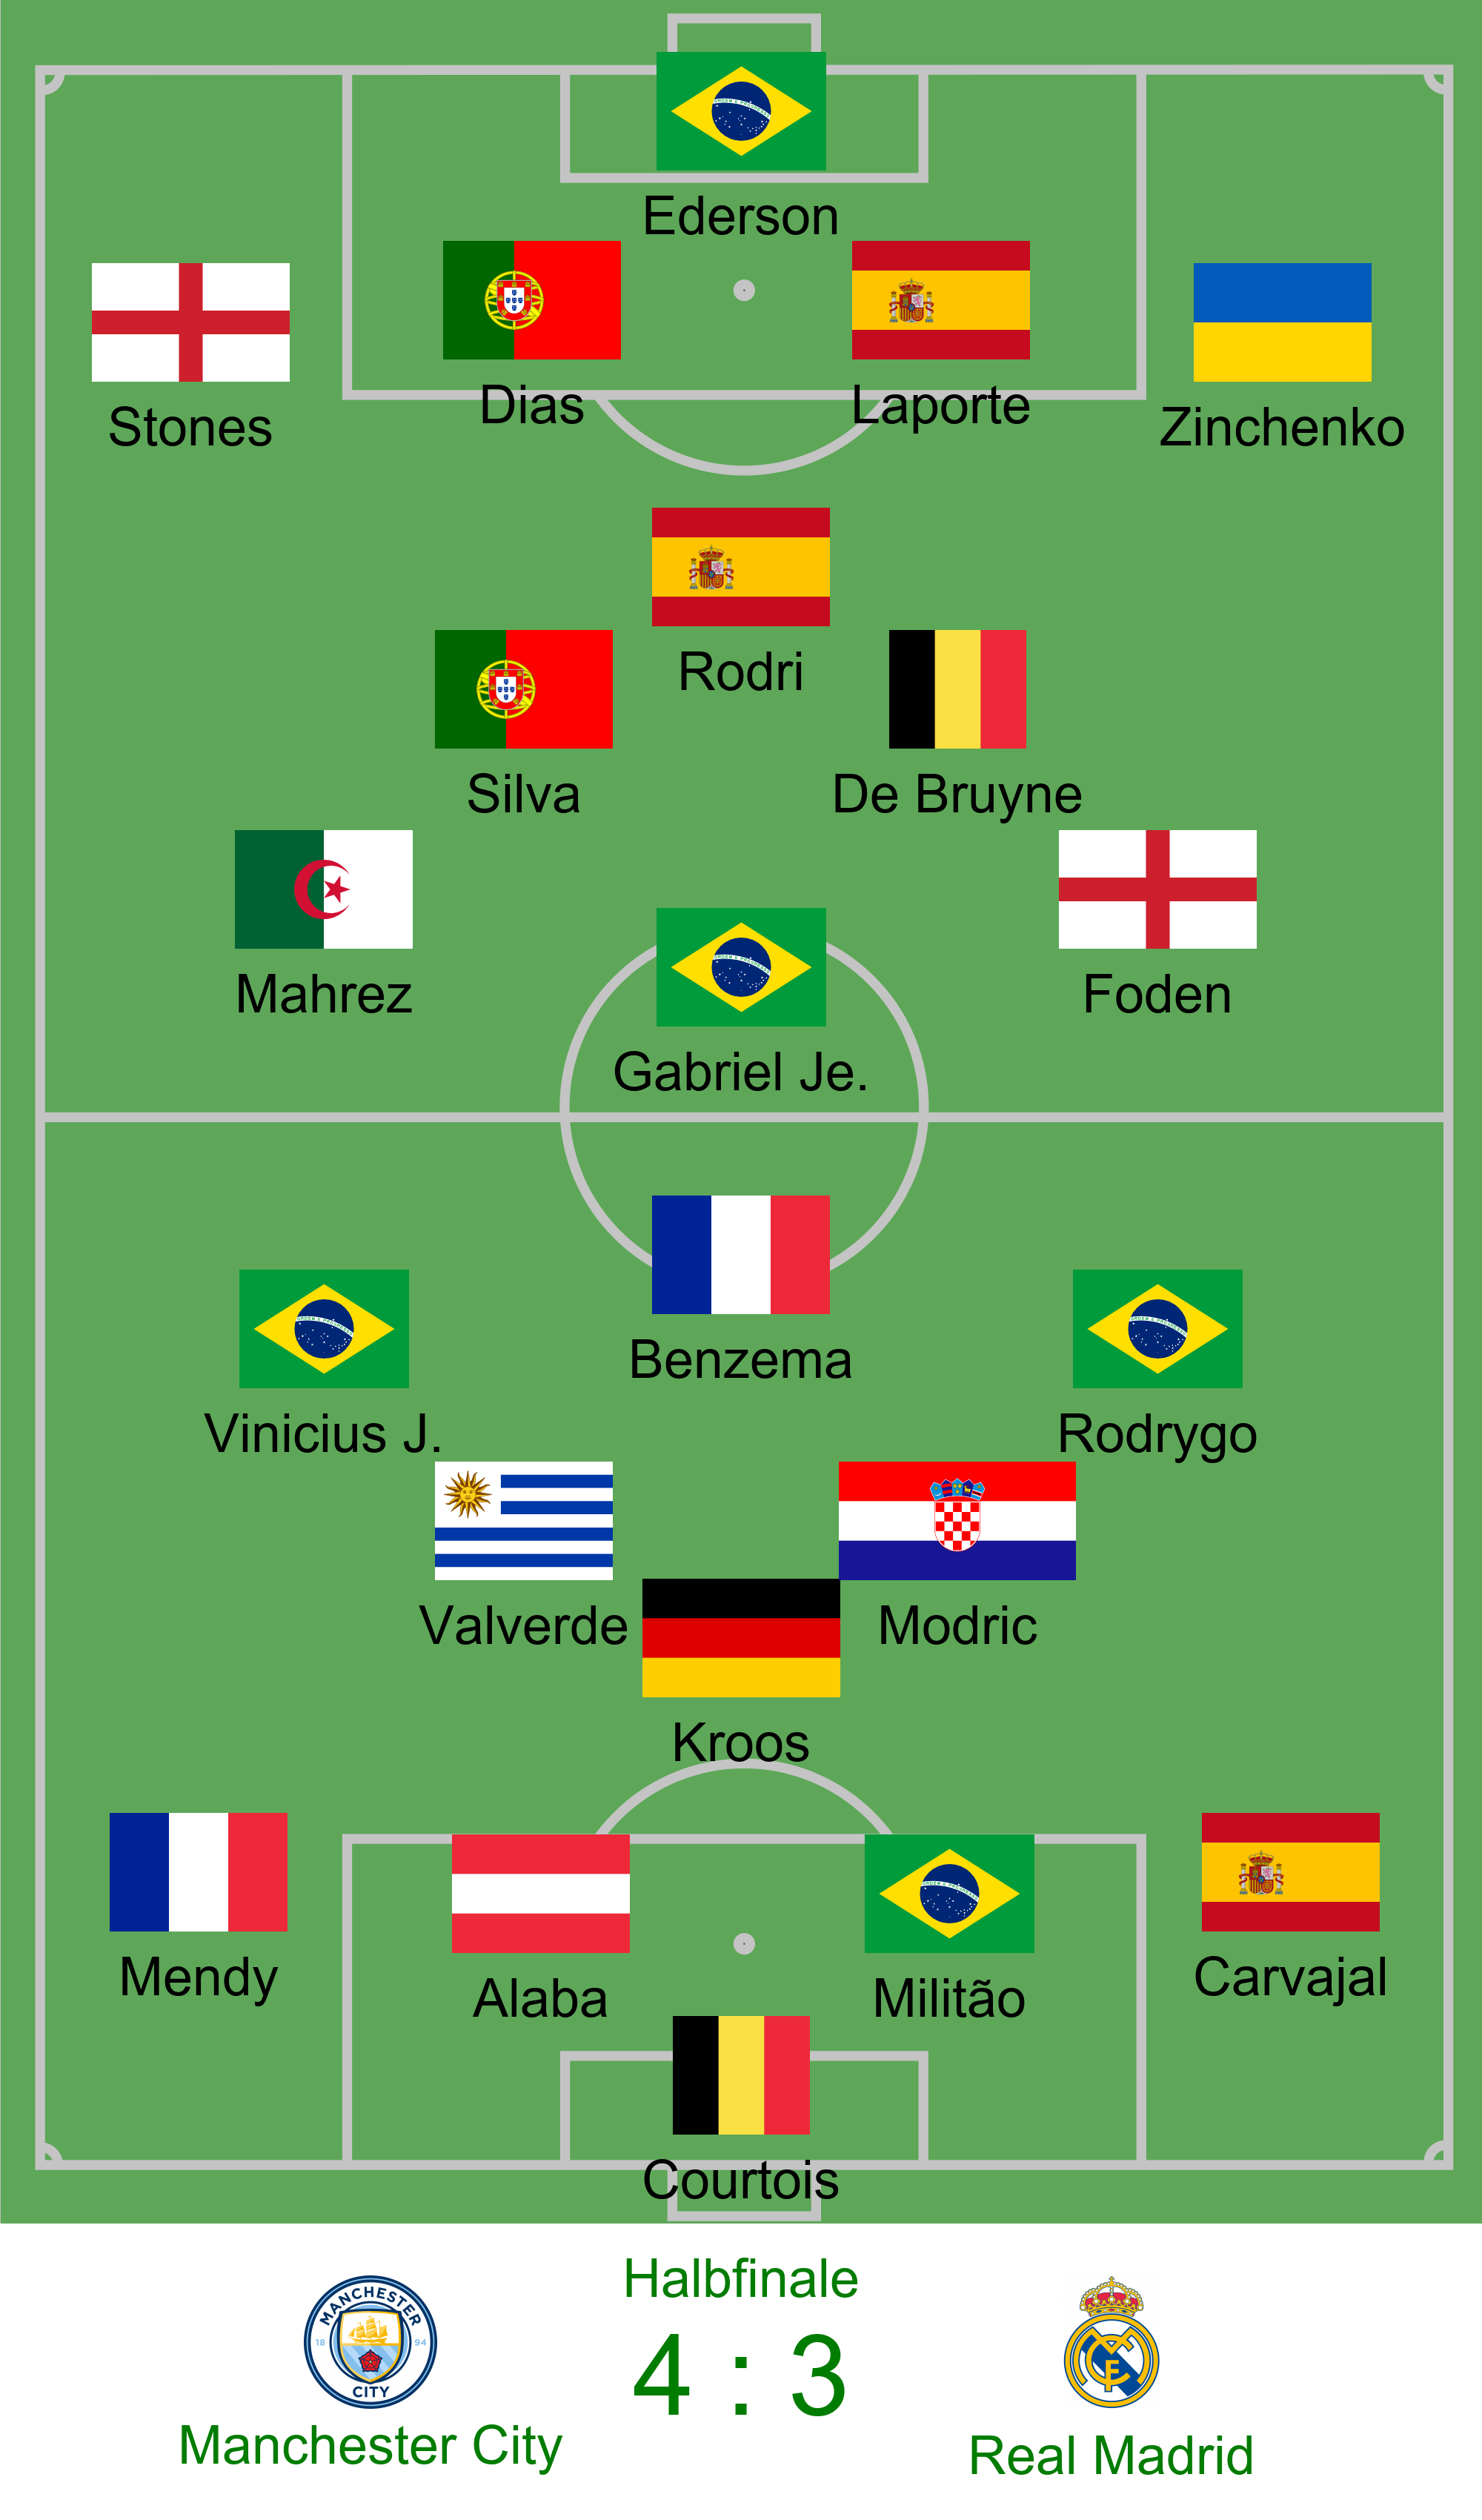 Ederson
Stones
Dias
Laporte
Zinchenko
Rodri
Silva
De Bruyne
Mahrez
Gabriel Je.
Foden
Benzema
Vinicius J.
Rodrygo
Valverde
Modric
Kroos
Mendy
Alaba
Militão
Carvajal
Courtois
Halbfinale
4 : 3
MANCHESTER
18 94
CITY
Manchester City
Real Madrid